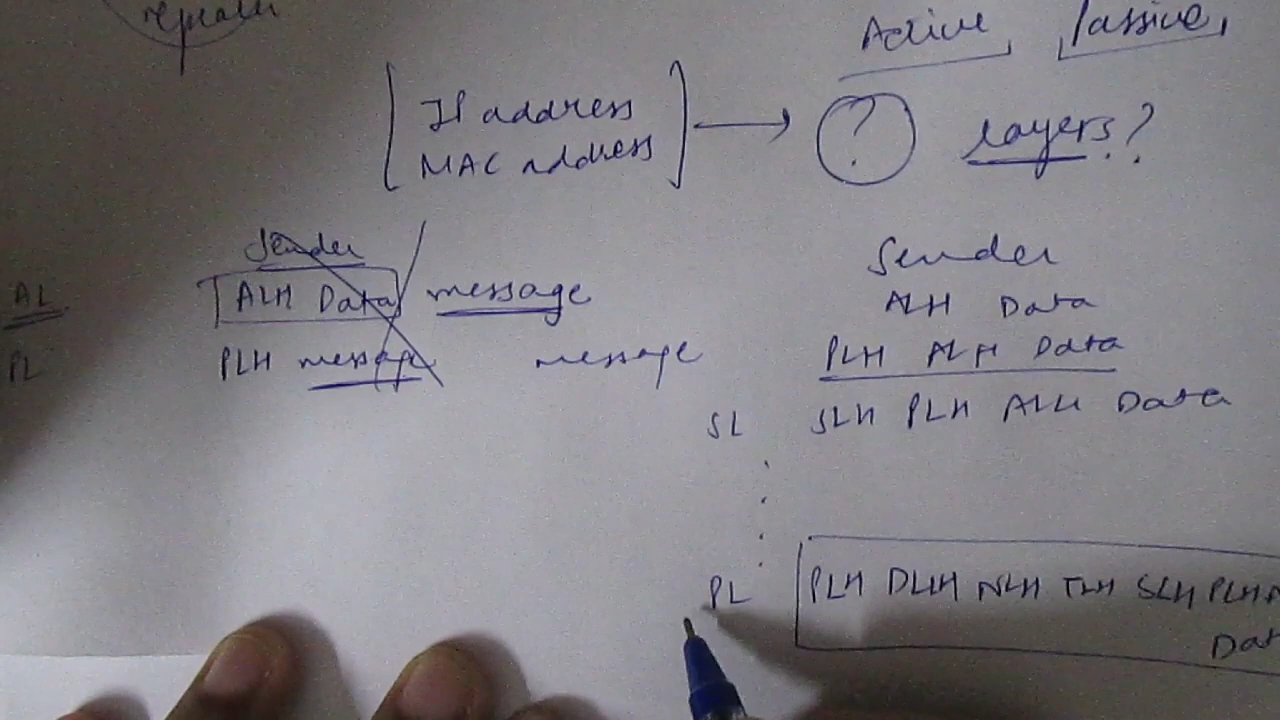 Active, Passive,
IP address
MAC address
? layers?
Sender
AL ALH Data message
PL PLH message message
Sender
ALH Data
PLH ALH Data
SL SLH PLH ALH Data
PL PLH DLH NLH TLH SLH PLH
Dat